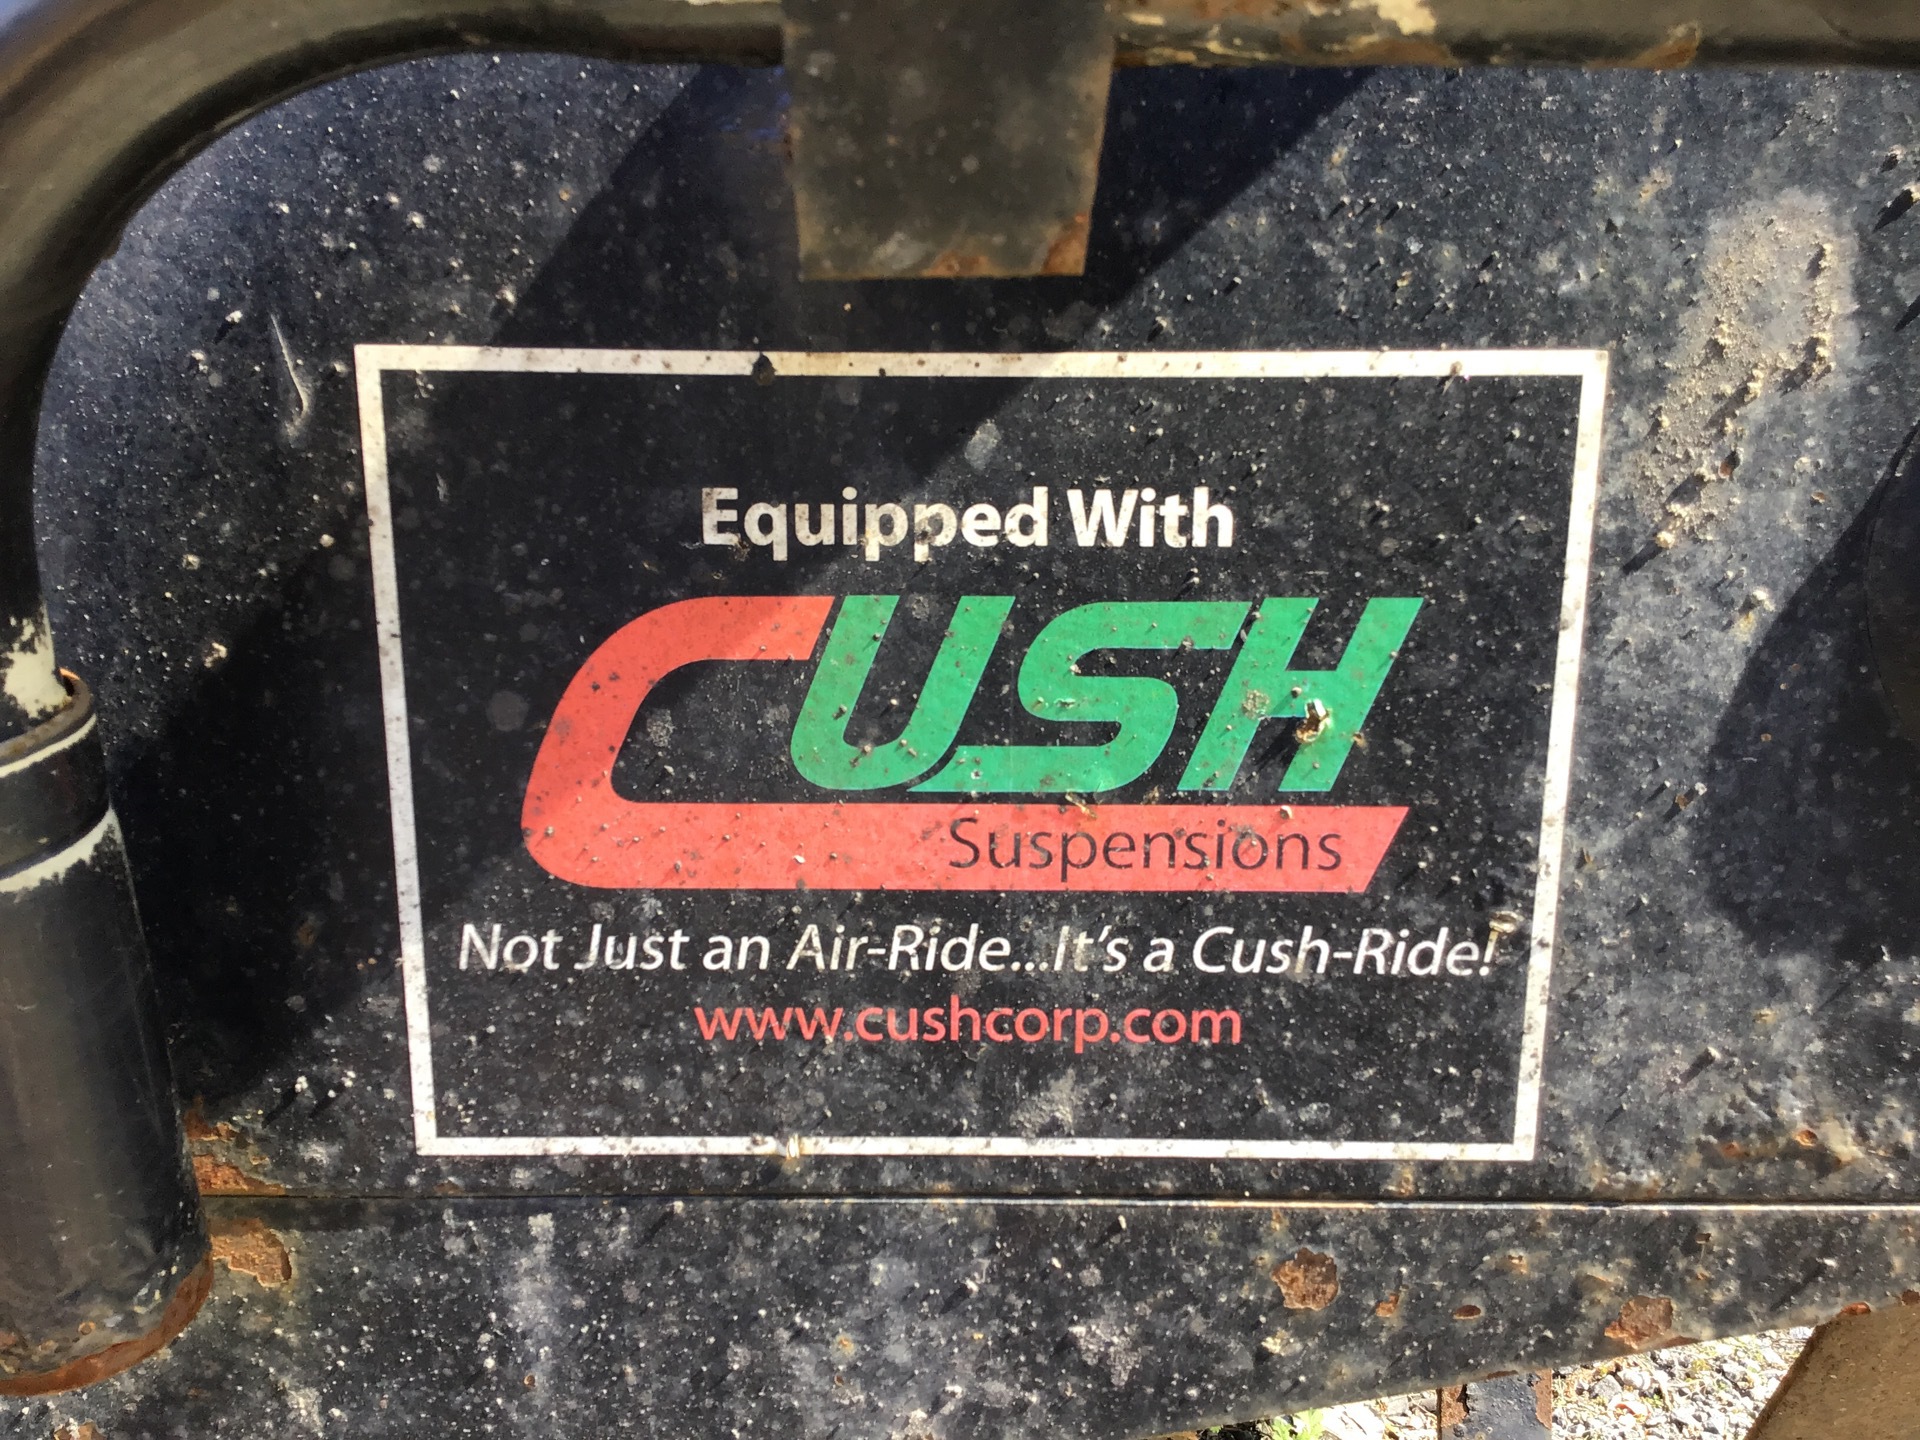 Equipped With
CUSH
Suspensions
Not Just an Air-Ride...It's a Cush-Ride!
www.cushcorp.com